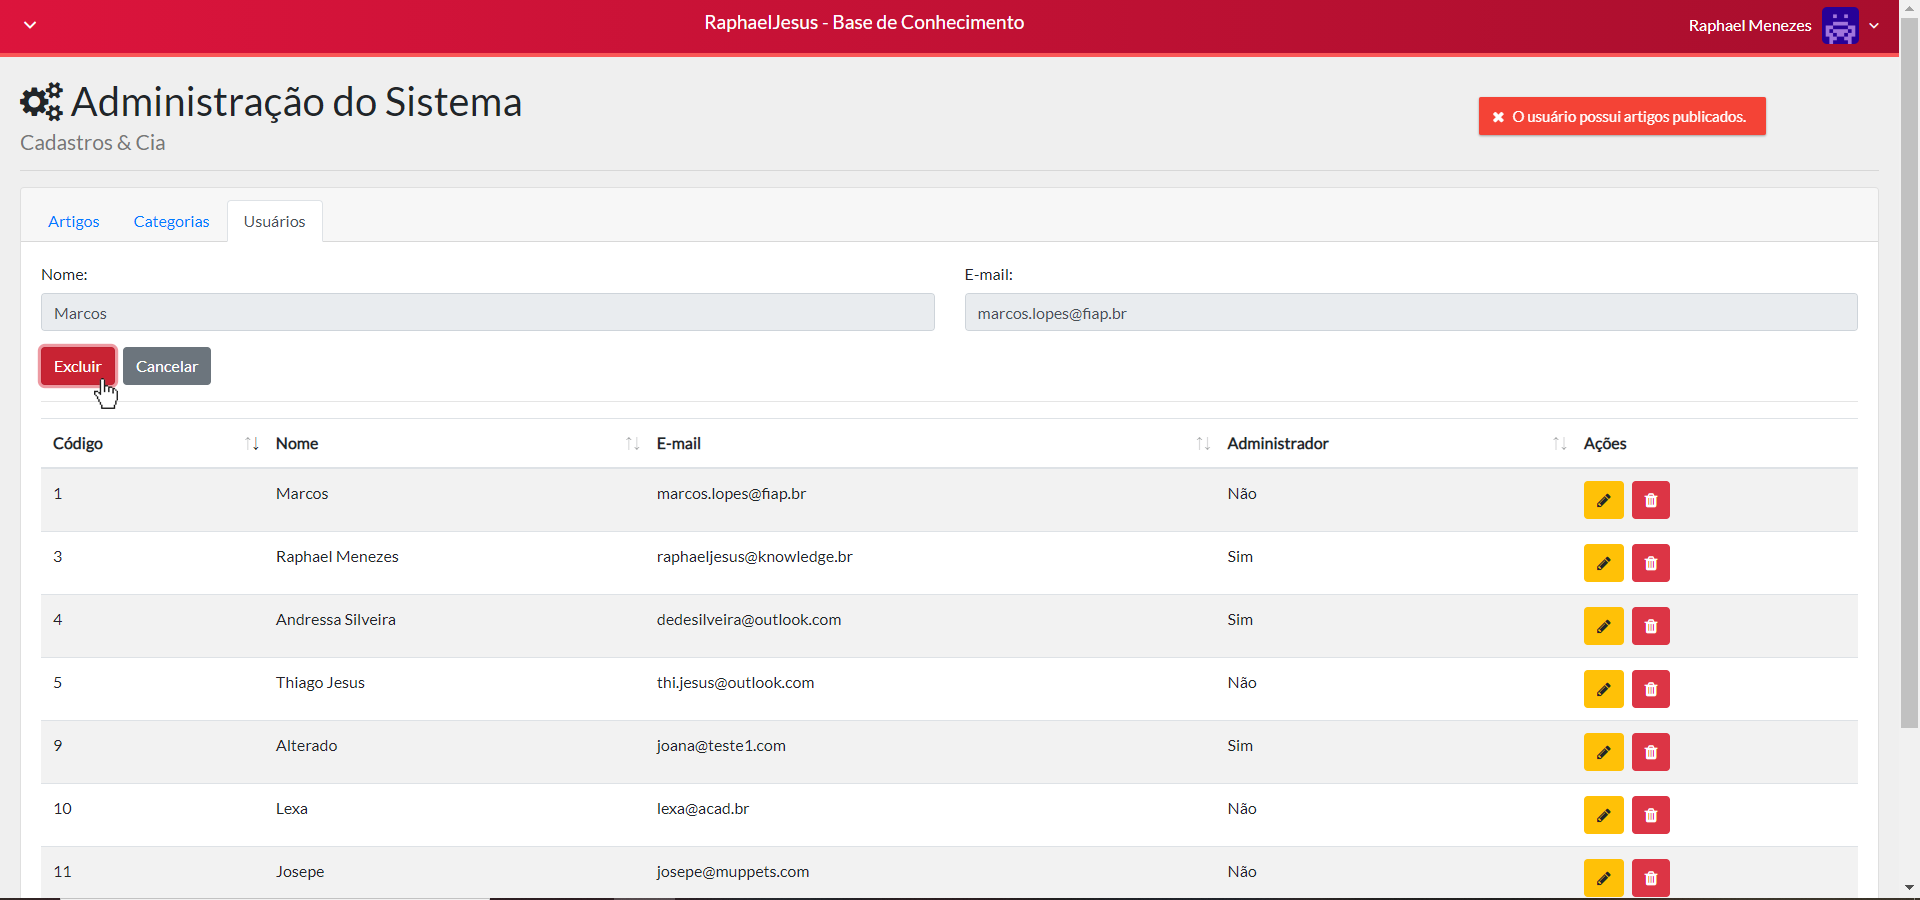 RaphaelJesus - Base de Conhecimento
Raphael Menezes
Administração do Sistema
Cadastros & Cia
× O usuário possui artigos publicados.
Artigos Categorias Usuários
Nome: E-mail:
Marcos marcos.lopes@fiap.br
Excluir Cancelar
Código Nome E-mail Administrador Ações
1 Marcos marcos.lopes@fiap.br Não
3 Raphael Menezes raphaeljesus@knowledge.br Sim
4 Andressa Silveira dedesilveira@outlook.com Sim
5 Thiago Jesus thi.jesus@outlook.com Não
9 Alterado joana@teste1.com Sim
10 Lexa lexa@acad.br Não
11 Josepe josepe@muppets.com Não